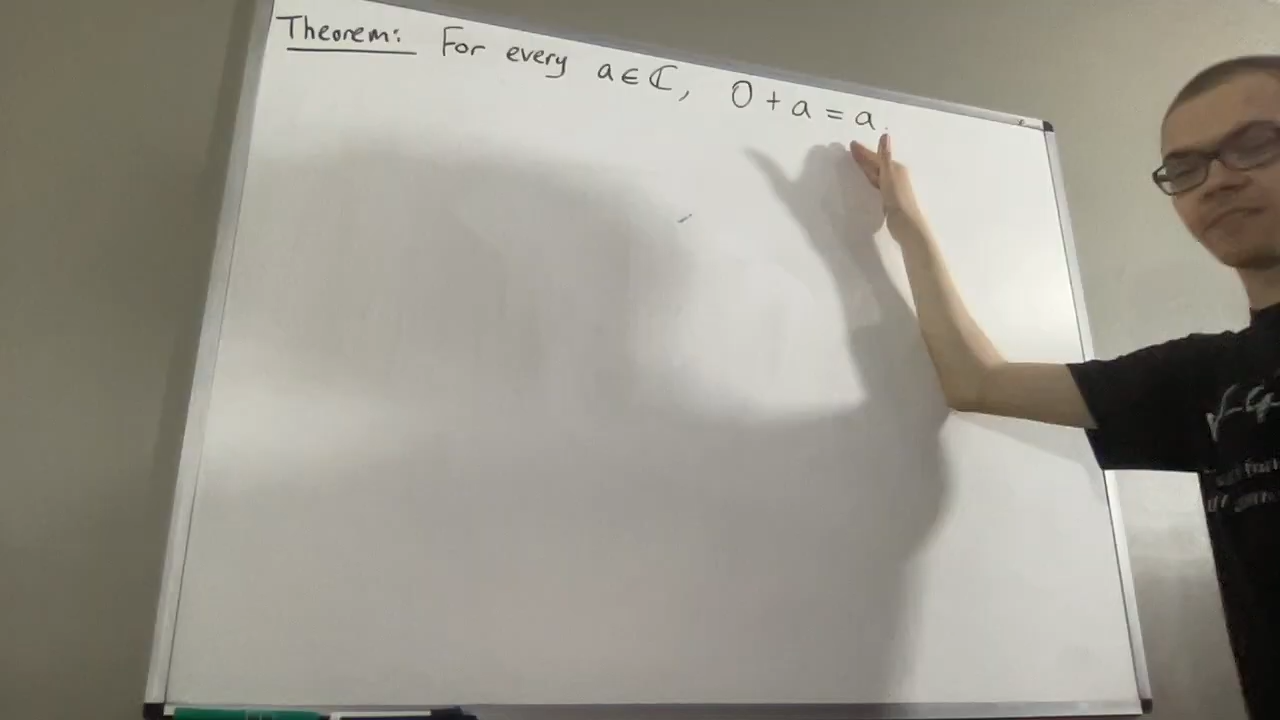 Theorem: For every a ∈ ℂ, 0 + a = a.